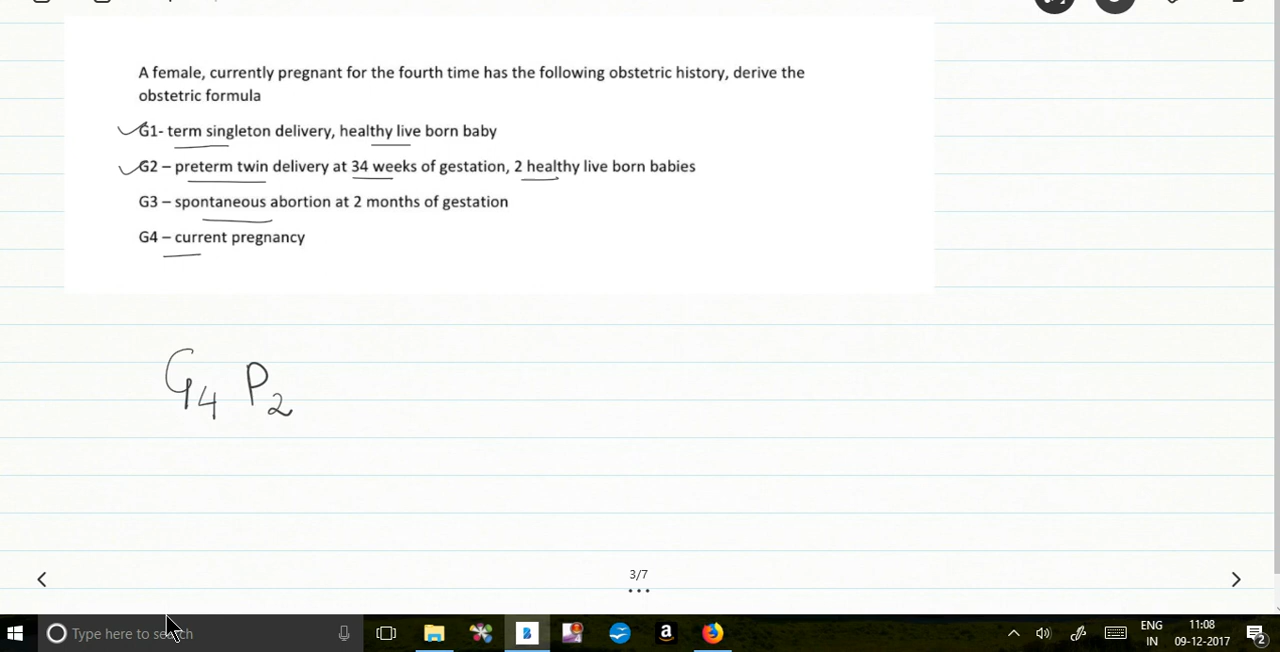 A female, currently pregnant for the fourth time has the following obstetric history, derive the
obstetric formula
G1- term singleton delivery, healthy live born baby
G2 – preterm twin delivery at 34 weeks of gestation, 2 healthy live born babies
G3 – spontaneous abortion at 2 months of gestation
G4 – current pregnancy
G4 P2
3/7
Type here to search
ENG
IN
11:08
09-12-2017
2